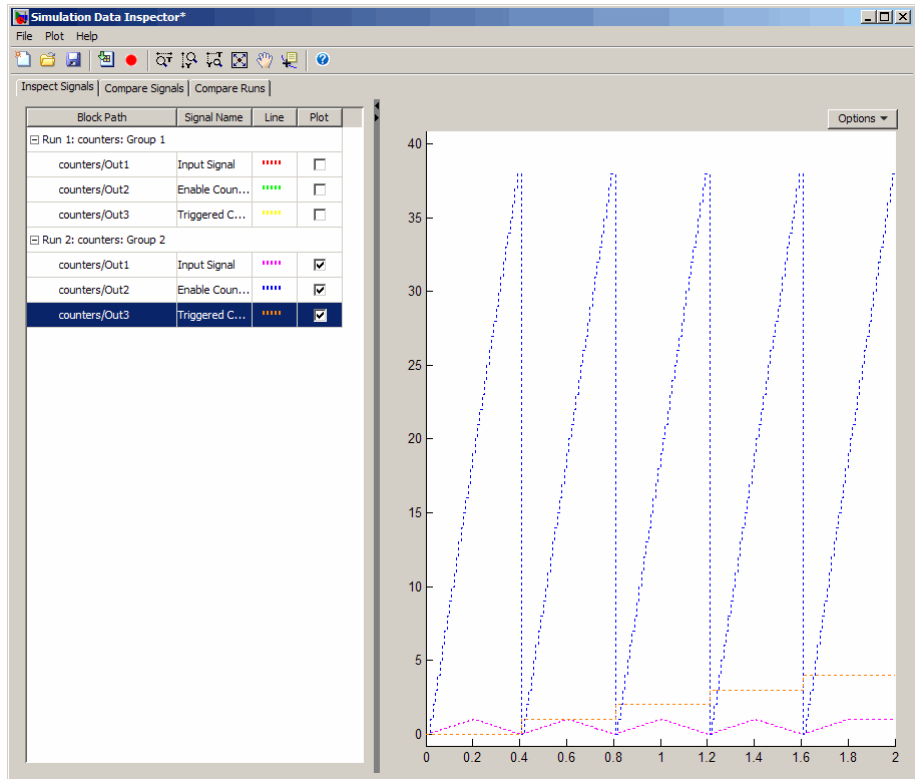 Simulation Data Inspector*
File Plot Help
Inspect Signals Compare Signals Compare Runs
Block Path Signal Name Line Plot
Run 1: counters: Group 1
counters/Out1 Input Signal
counters/Out2 Enable Coun...
counters/Out3 Triggered C...
Run 2: counters: Group 2
counters/Out1 Input Signal
counters/Out2 Enable Coun...
counters/Out3 Triggered C...
Options
40
35
30
25
20
15
10
5
0
0 0.2 0.4 0.6 0.8 1 1.2 1.4 1.6 1.8 2